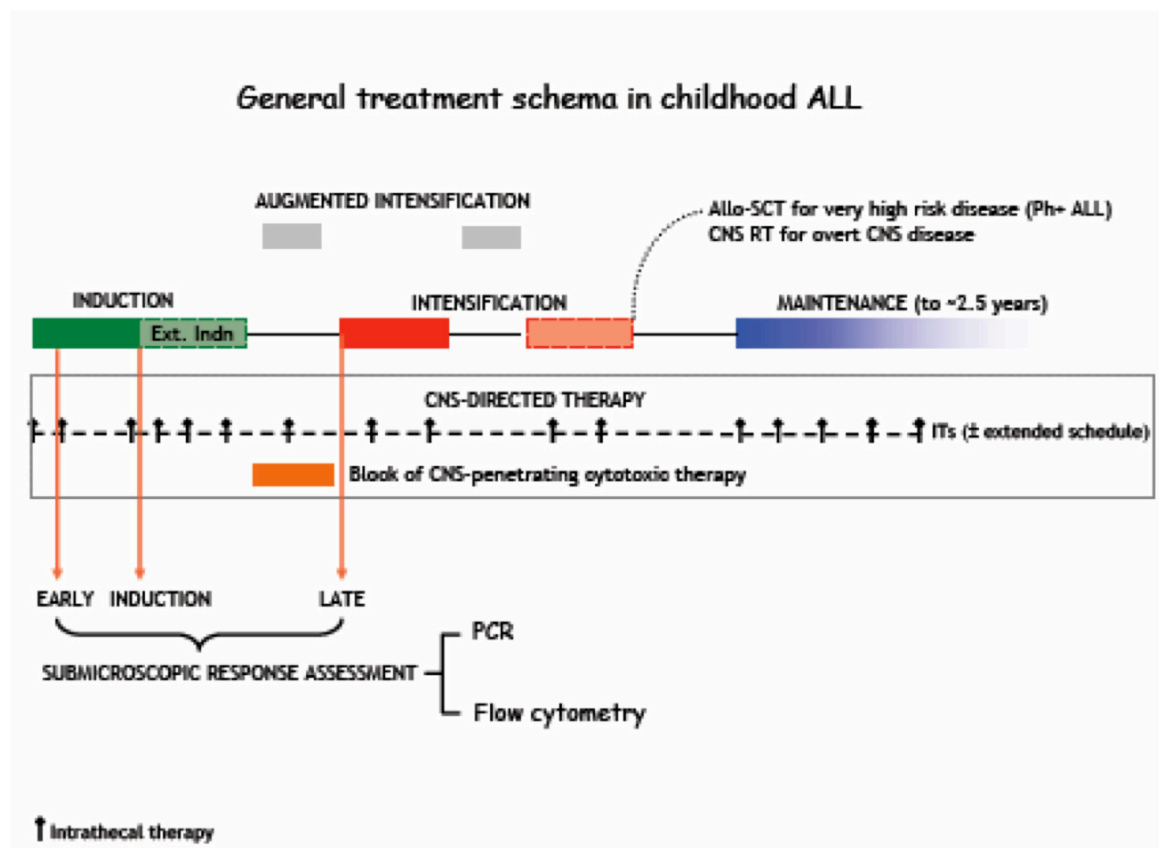 General treatment schema in childhood ALL
AUGMENTED INTENSIFICATION
Allo-SCT for very high risk disease (Ph+ ALL)
CNS RT for overt CNS disease
INDUCTION
INTENSIFICATION
MAINTENANCE (to ~2.5 years)
Ext. Indn
CNS-DIRECTED THERAPY
ITs (± extended schedule)
Block of CNS-penetrating cytotoxic therapy
EARLY INDUCTION LATE
PCR
SUBMICROSCOPIC RESPONSE ASSESSMENT
Flow cytometry
Intrathecal therapy